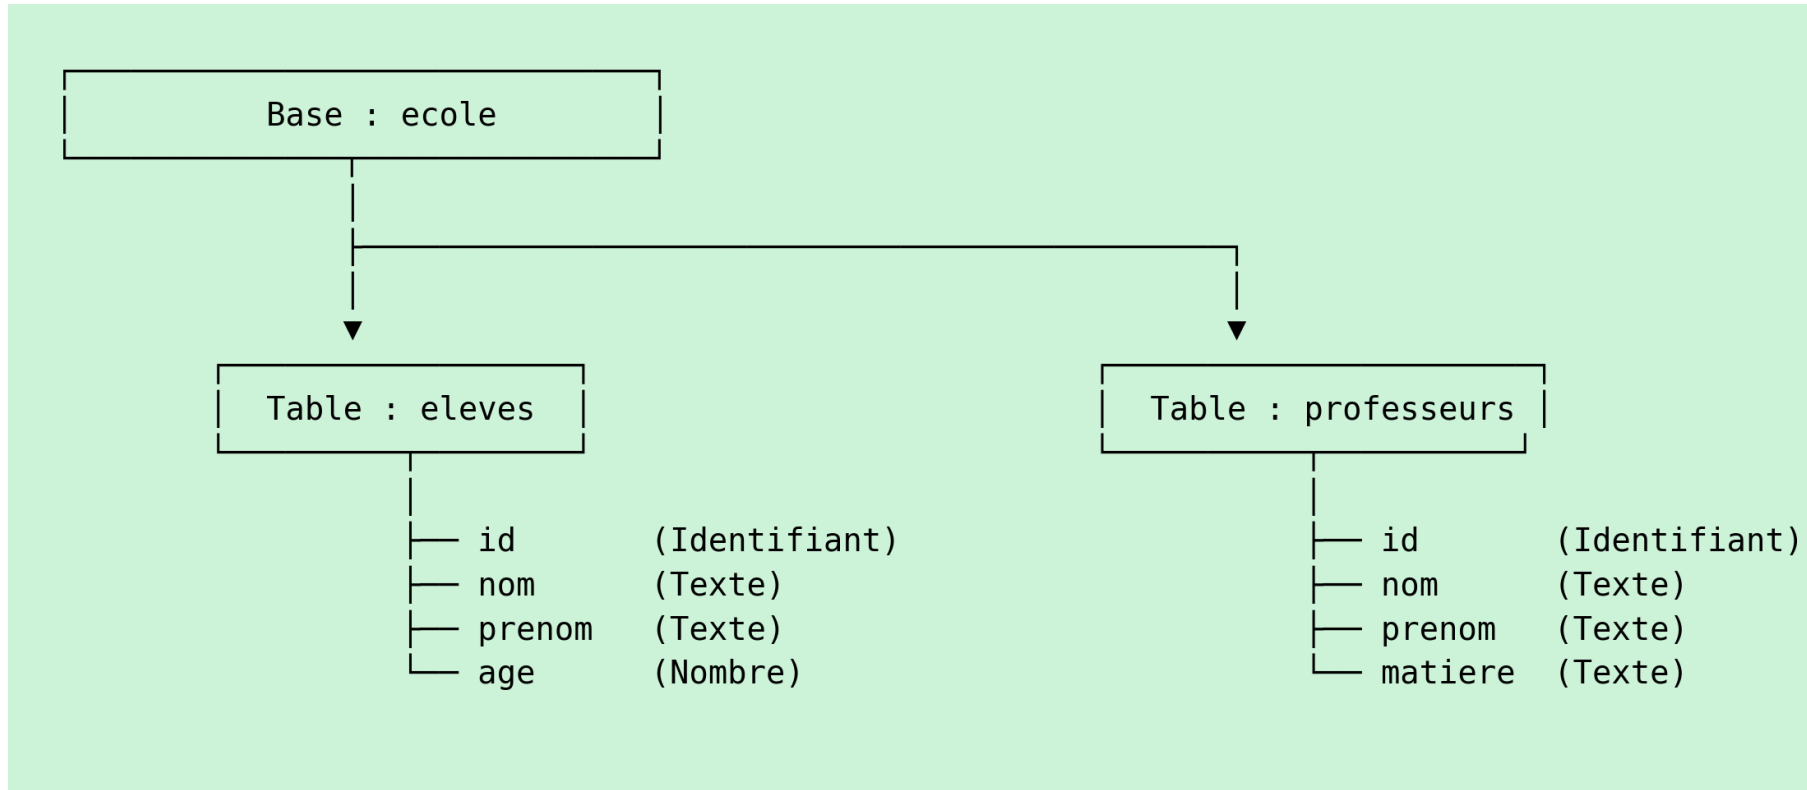 Base : ecole
Table : eleves
Table : professeurs
id (Identifiant)
nom (Texte)
prenom (Texte)
age (Nombre)
id (Identifiant)
nom (Texte)
prenom (Texte)
matiere (Texte)